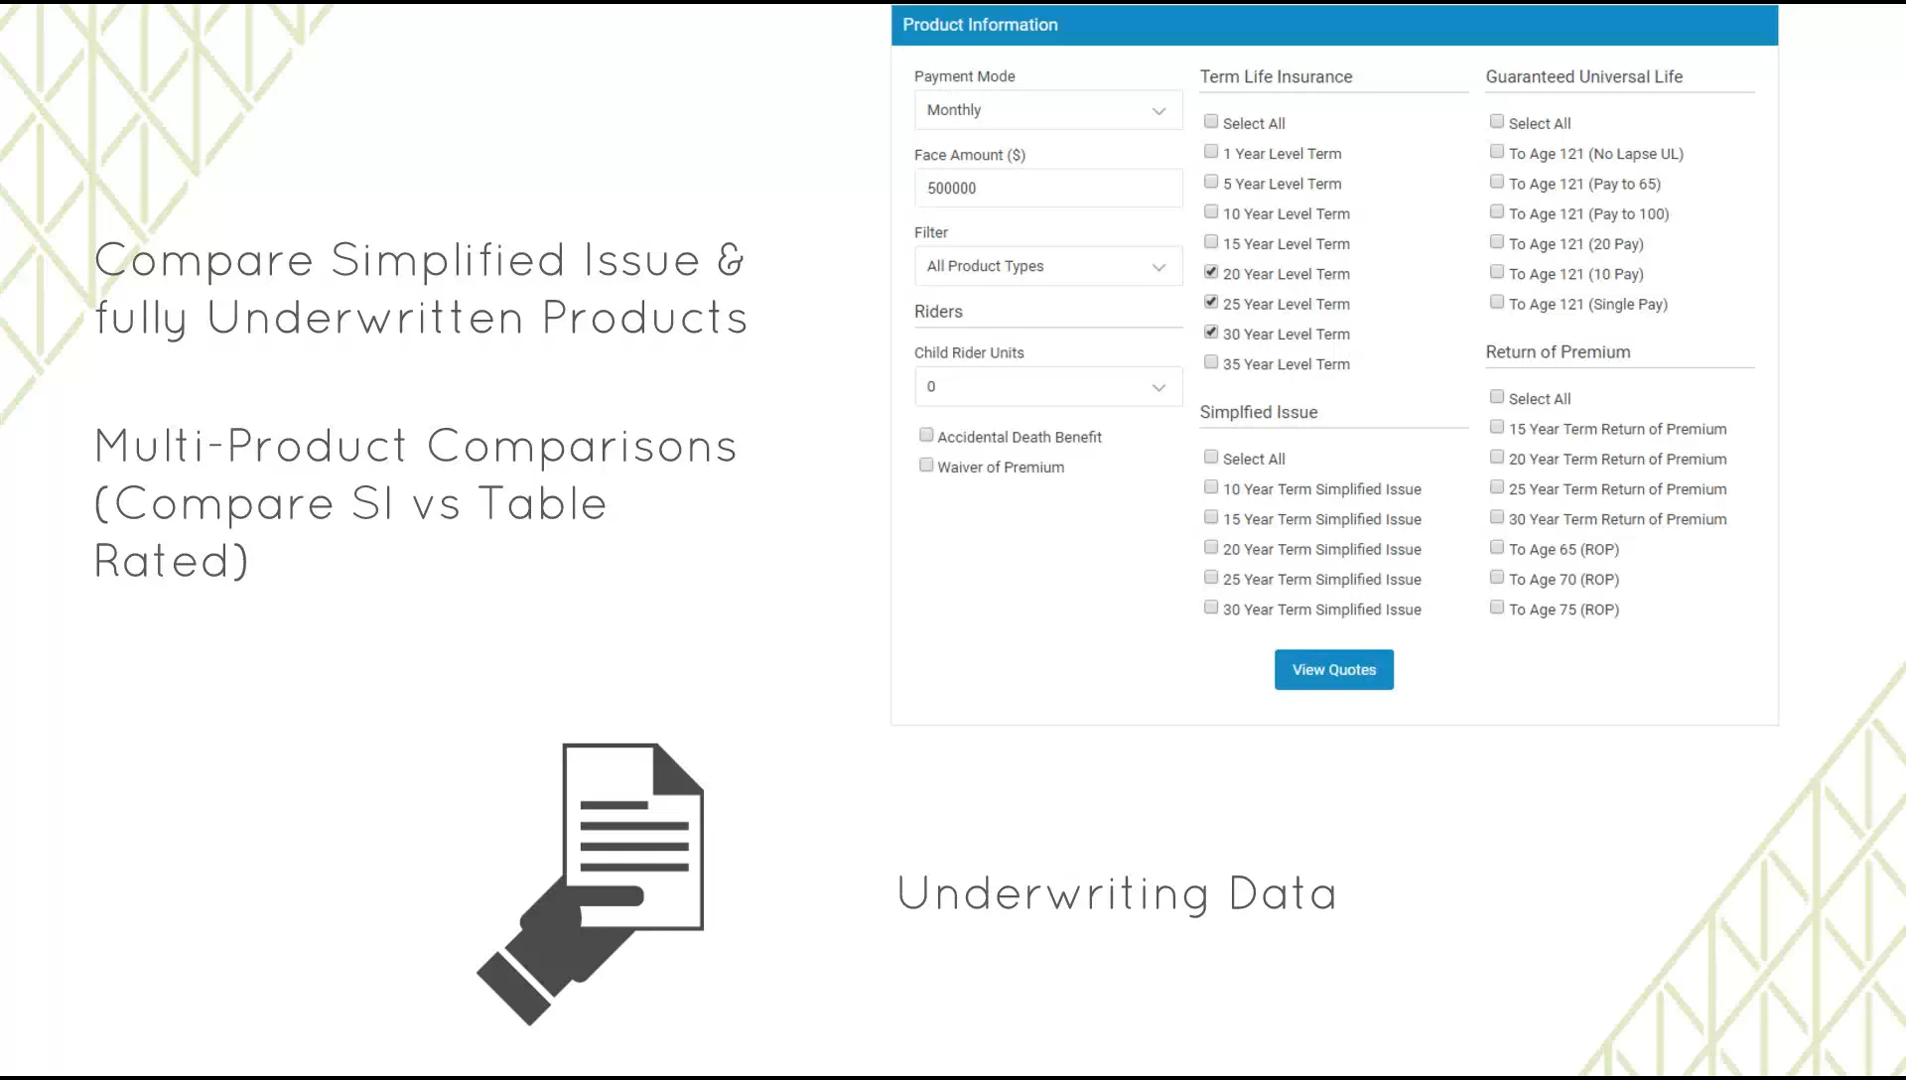 Compare Simplified Issue &
fully Underwritten Products
Multi-Product Comparisons
(Compare SI vs Table
Rated)
Product Information
Payment Mode
Monthly
Face Amount ($)
500000
Filter
All Product Types
Riders
Child Rider Units
0
Accidental Death Benefit
Waiver of Premium
Term Life Insurance
Select All
1 Year Level Term
5 Year Level Term
10 Year Level Term
15 Year Level Term
20 Year Level Term
25 Year Level Term
30 Year Level Term
35 Year Level Term
Simplfied Issue
Select All
10 Year Term Simplified Issue
15 Year Term Simplified Issue
20 Year Term Simplified Issue
25 Year Term Simplified Issue
30 Year Term Simplified Issue
Guaranteed Universal Life
Select All
To Age 121 (No Lapse UL)
To Age 121 (Pay to 65)
To Age 121 (Pay to 100)
To Age 121 (20 Pay)
To Age 121 (10 Pay)
To Age 121 (Single Pay)
Return of Premium
Select All
15 Year Term Return of Premium
20 Year Term Return of Premium
25 Year Term Return of Premium
30 Year Term Return of Premium
To Age 65 (ROP)
To Age 70 (ROP)
To Age 75 (ROP)
View Quotes
Underwriting Data